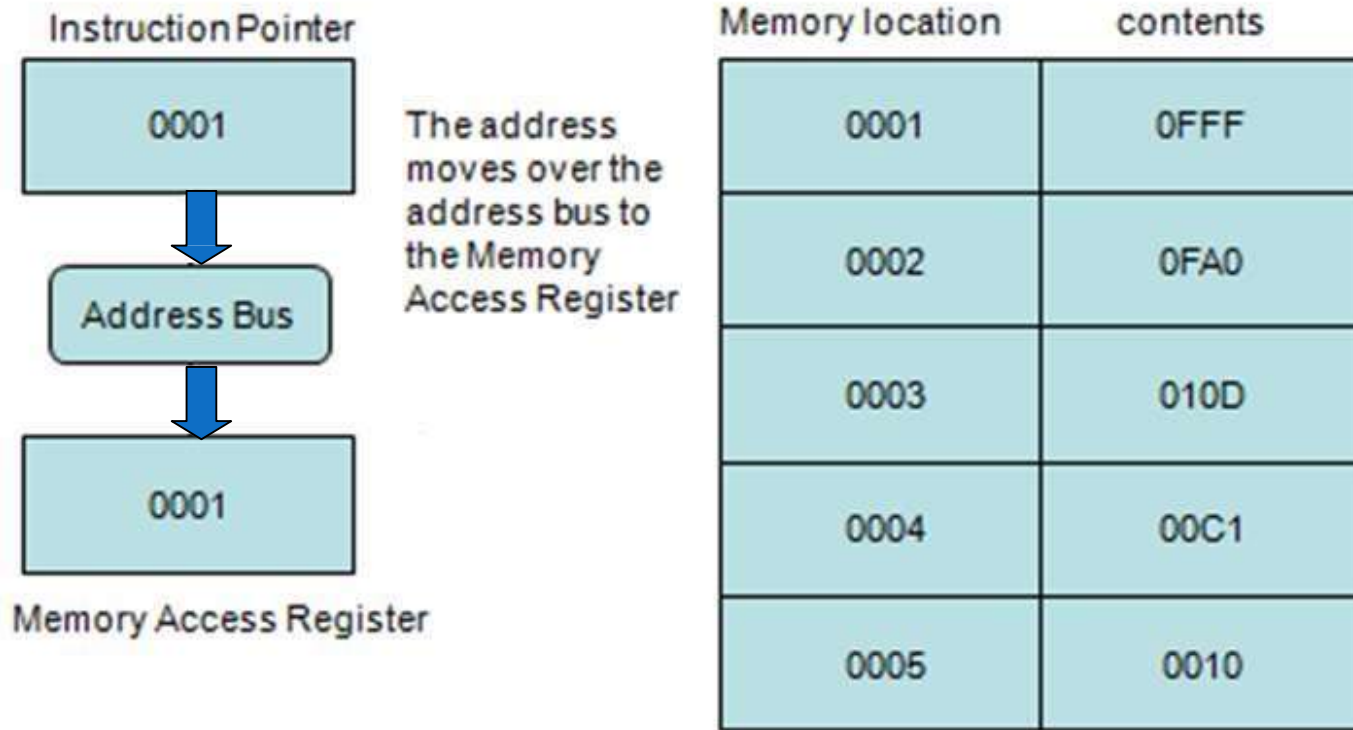 Instruction Pointer
0001
Address Bus
0001
Memory Access Register
The address
moves over the
address bus to
the Memory
Access Register
Memory location contents
0001 0FFF
0002 0FA0
0003 010D
0004 00C1
0005 0010